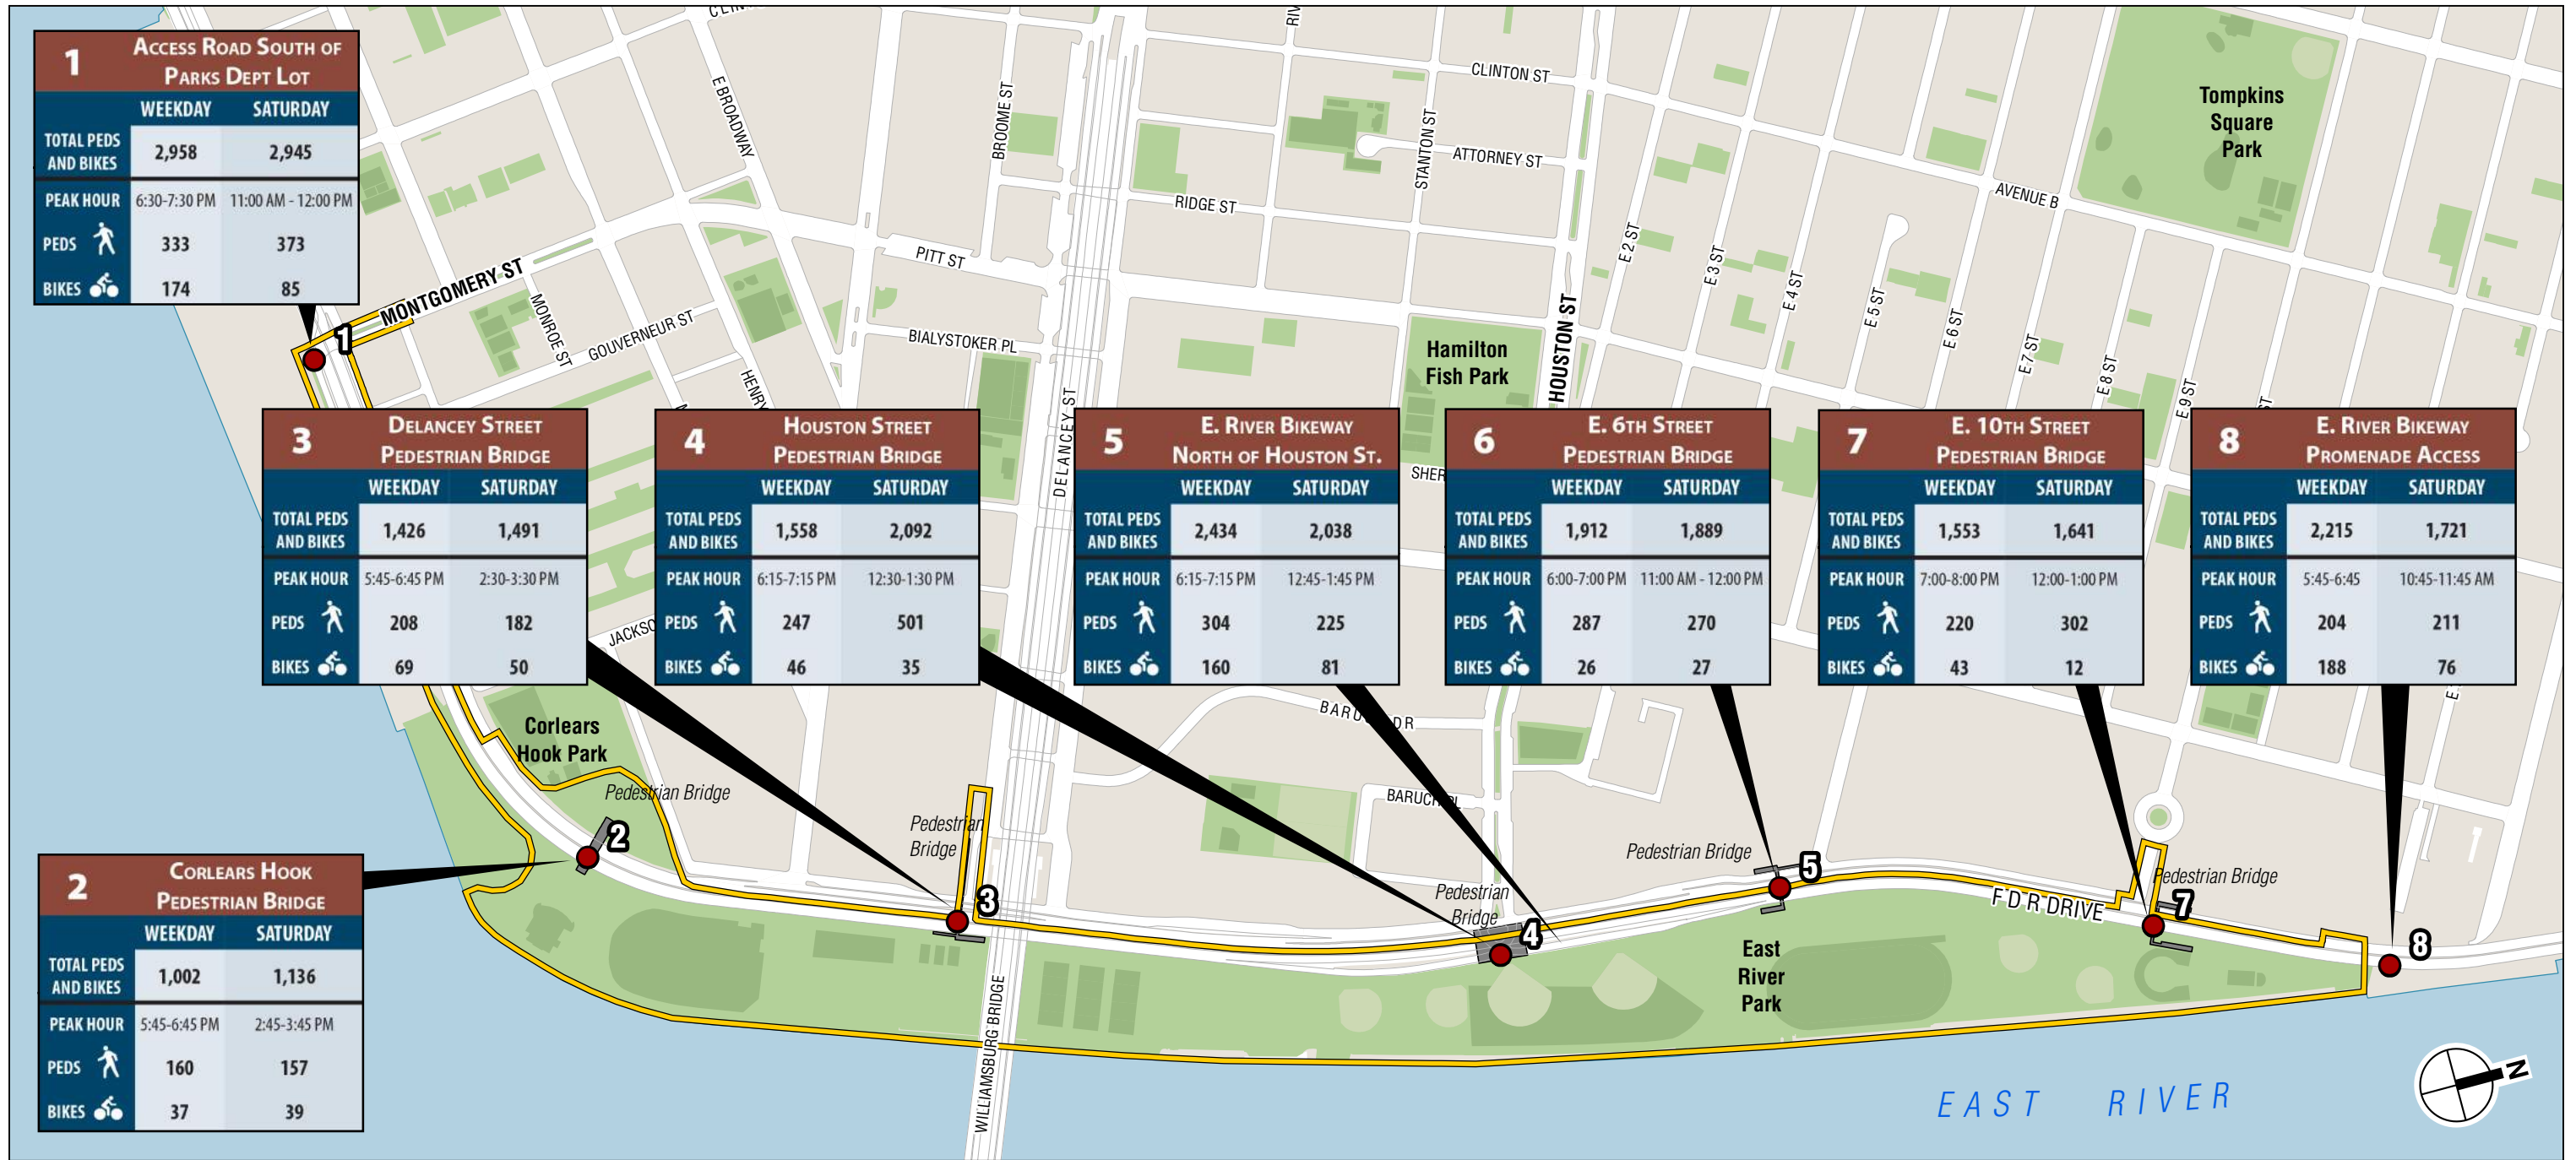 CLINTON ST
ATTORNEY ST
RIDGE ST
PITT ST
BIALYSTOKER PL
E BROADWAY
BROOME ST
STANTON ST
MONTGOMERY ST
MONROE ST
GOUVERNEUR ST
HENRY
DELANCEY ST
HOUSTON ST
AVENUE B
E 2 ST
E 3 ST
E 4 ST
E 5 ST
E 6 ST
E 7 ST
E 8 ST
E 9 ST
Tompkins
Square
Park
Hamilton
Fish Park
1
ACCESS ROAD SOUTH OF
PARKS DEPT LOT
WEEKDAY SATURDAY
TOTAL PEDS
AND BIKES 2,958 2,945
PEAK HOUR 6:30-7:30 PM 11:00 AM - 12:00 PM
PEDS 333 373
BIKES 174 85
1
3
DELANCEY STREET
PEDESTRIAN BRIDGE
WEEKDAY SATURDAY
TOTAL PEDS
AND BIKES 1,426 1,491
PEAK HOUR 5:45-6:45 PM 2:30-3:30 PM
PEDS 208 182
BIKES 69 50
4
HOUSTON STREET
PEDESTRIAN BRIDGE
WEEKDAY SATURDAY
TOTAL PEDS
AND BIKES 1,558 2,092
PEAK HOUR 6:15-7:15 PM 12:30-1:30 PM
PEDS 247 501
BIKES 46 35
5
E. RIVER BIKEWAY
NORTH OF HOUSTON ST.
WEEKDAY SATURDAY
TOTAL PEDS
AND BIKES 2,434 2,038
PEAK HOUR 6:15-7:15 PM 12:45-1:45 PM
PEDS 304 225
BIKES 160 81
6
E. 6TH STREET
PEDESTRIAN BRIDGE
WEEKDAY SATURDAY
TOTAL PEDS
AND BIKES 1,912 1,889
PEAK HOUR 6:00-7:00 PM 11:00 AM - 12:00 PM
PEDS 287 270
BIKES 26 27
7
E. 10TH STREET
PEDESTRIAN BRIDGE
WEEKDAY SATURDAY
TOTAL PEDS
AND BIKES 1,553 1,641
PEAK HOUR 7:00-8:00 PM 12:00-1:00 PM
PEDS 220 302
BIKES 43 12
8
E. RIVER BIKEWAY
PROMENADE ACCESS
WEEKDAY SATURDAY
TOTAL PEDS
AND BIKES 2,215 1,721
PEAK HOUR 5:45-6:45 10:45-11:45 AM
PEDS 204 211
BIKES 188 76
2
CORLEARS HOOK
PEDESTRIAN BRIDGE
WEEKDAY SATURDAY
TOTAL PEDS
AND BIKES 1,002 1,136
PEAK HOUR 5:45-6:45 PM 2:45-3:45 PM
PEDS 160 157
BIKES 37 39
SHER
JACKSO
Corlears
Hook Park
Pedestrian Bridge
2
Pedestrian
Bridge
3
BARUCH PL
Pedestrian
Bridge
4
Pedestrian Bridge
5
F D R DRIVE
Pedestrian Bridge
7
8
East
River
Park
WILLIAMSBURG BRIDGE
EAST RIVER
N